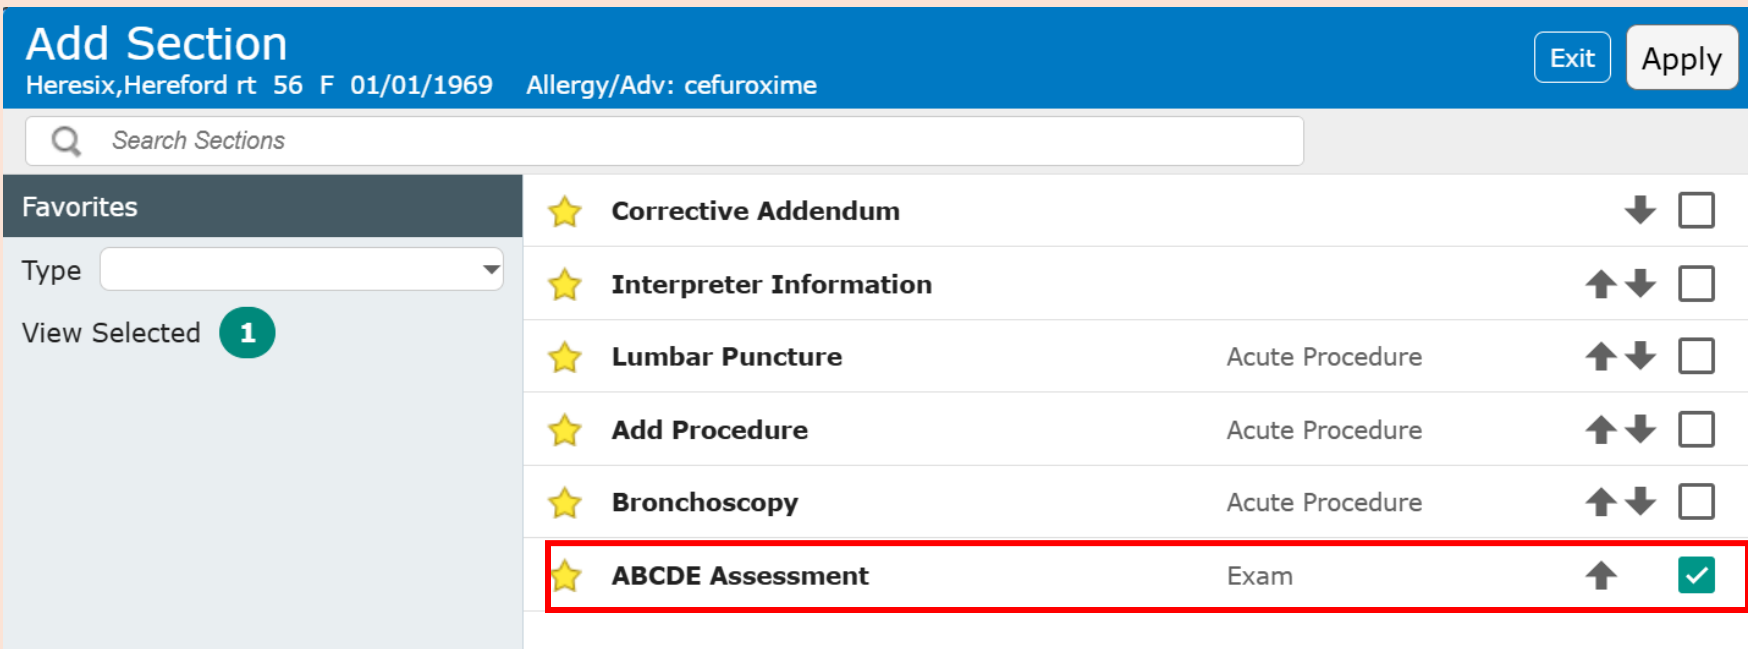 Add Section
Heresix,Hereford rt 56 F 01/01/1969 Allergy/Adv: cefuroxime
Exit Apply
Search Sections
Favorites
Type
View Selected 1
Corrective Addendum
Interpreter Information
Lumbar Puncture Acute Procedure
Add Procedure Acute Procedure
Bronchoscopy Acute Procedure
ABCDE Assessment Exam